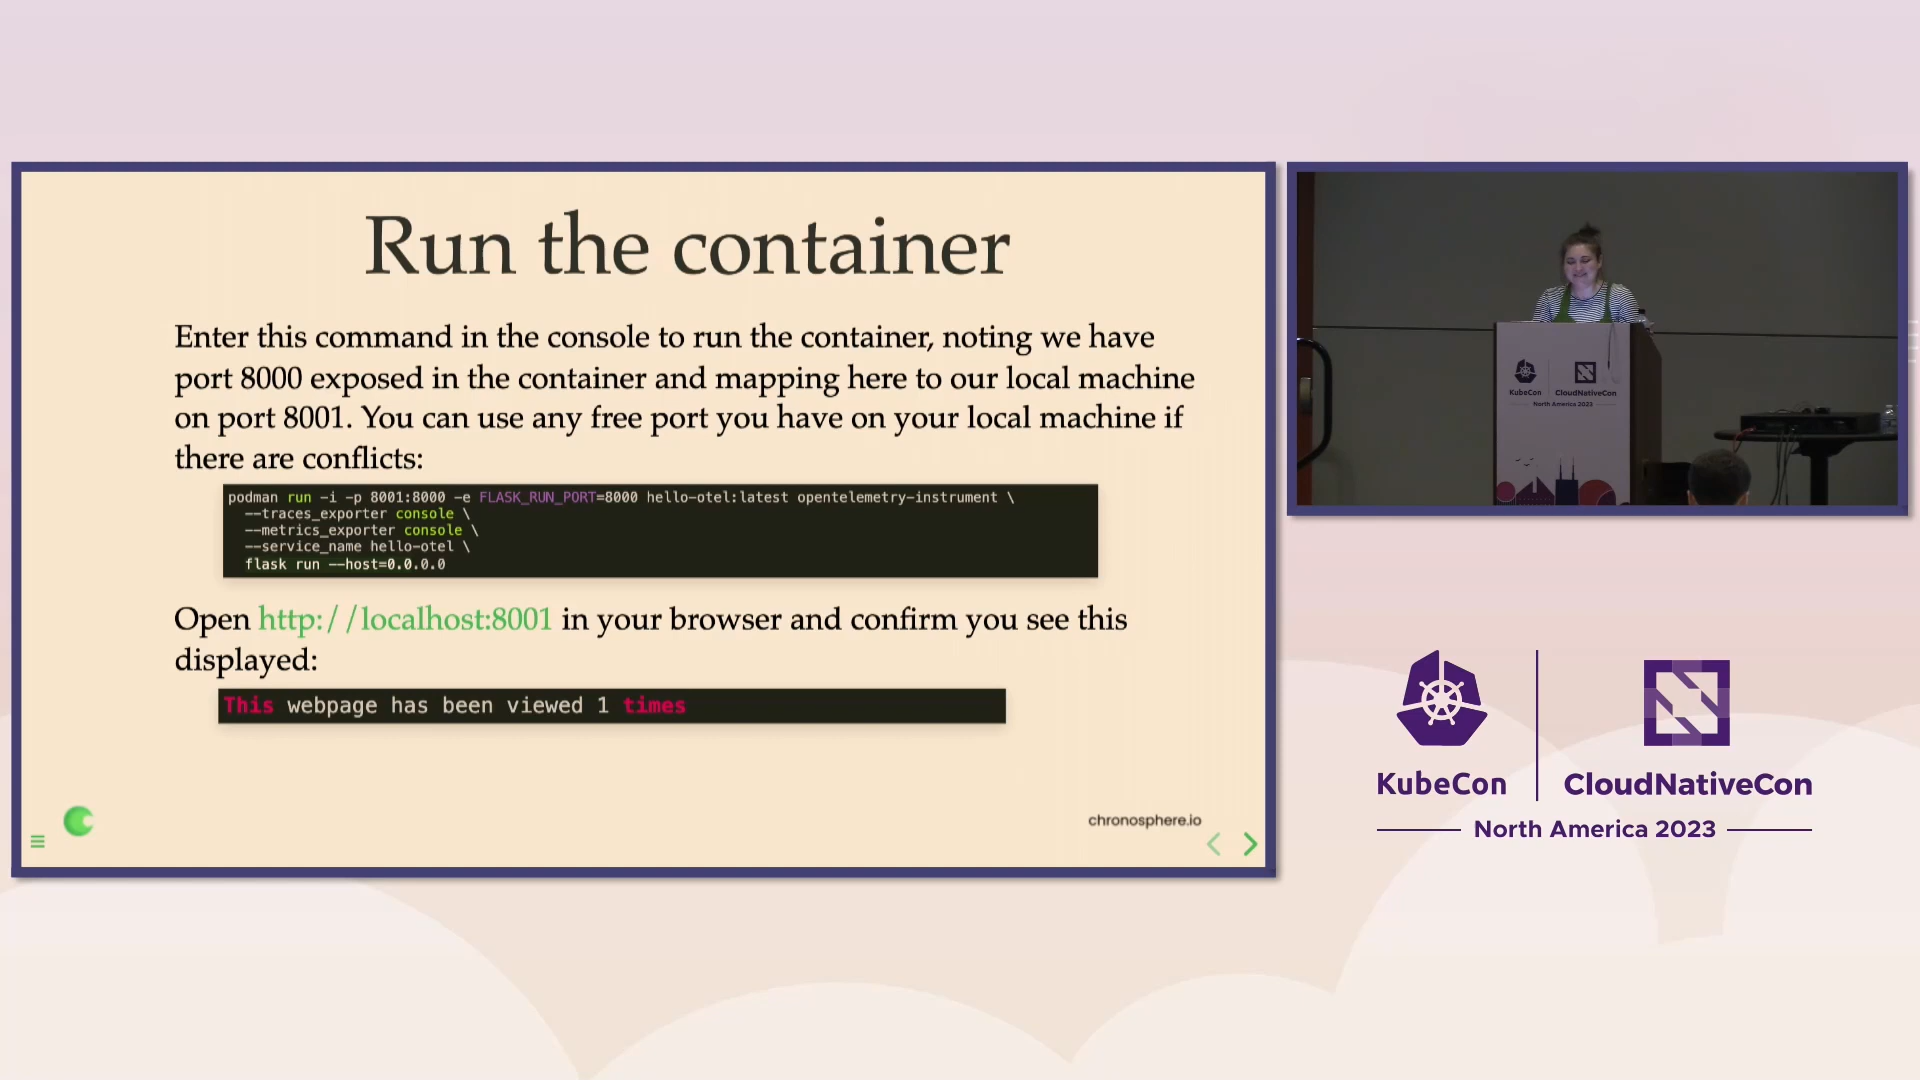 Run the container
Enter this command in the console to run the container, noting we have
port 8000 exposed in the container and mapping here to our local machine
on port 8001. You can use any free port you have on your local machine if
there are conflicts:
podman run -i -p 8001:8000 -e FLASK_RUN_PORT=8000 hello-otel:latest opentelemetry-instrument \
--traces_exporter console \
--metrics_exporter console \
--service_name hello-otel \
flask run --host=0.0.0.0
Open http://localhost:8001 in your browser and confirm you see this
displayed:
This webpage has been viewed 1 times
chronosphere.io
KubeCon
CloudNativeCon
North America 2023
KubeCon
CloudNativeCon
North America 2023